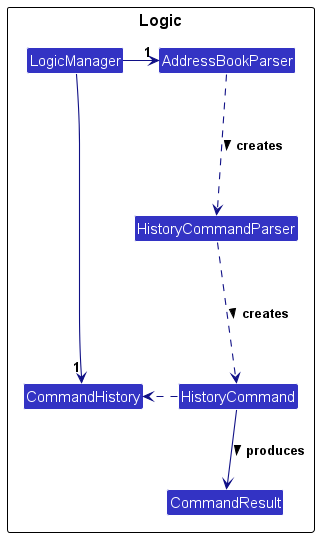 Logic
LogicManager
1
AddressBookParser
creates
HistoryCommandParser
creates
1
CommandHistory
HistoryCommand
produces
CommandResult